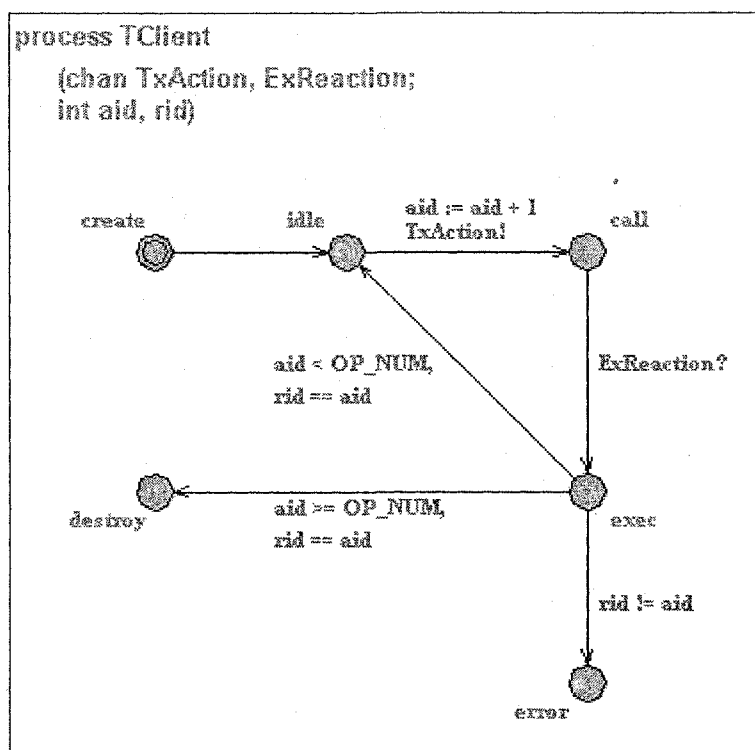 process TClient
(chan TxAction, ExReaction;
int aid, rid)
aid := aid + 1
create
idle
TxAction!
call
aid < OP_NUM,
ExReaction?
rid == aid
destroy
aid >= OP_NUM,
exec
rid == aid
rid != aid
error